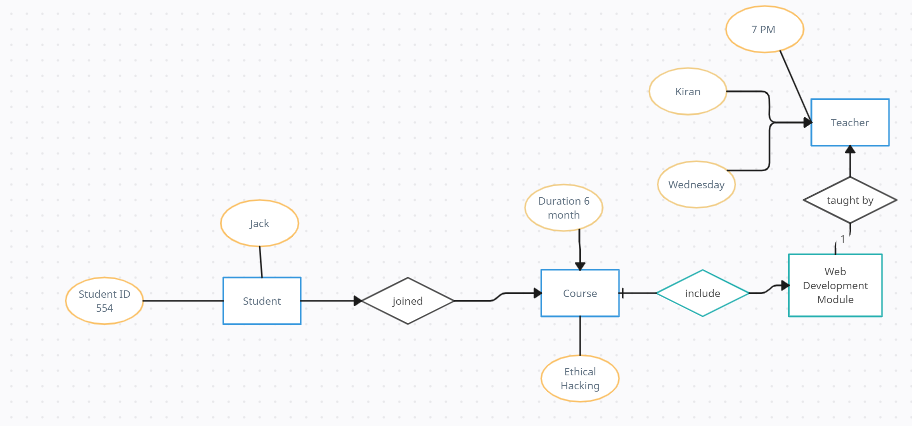 7 PM
Kiran
Teacher
Wednesday
taught by
Duration 6
month
Jack
1
Student ID
554
Student
Joined
Course
include
Web
Development
Module
Ethical
Hacking